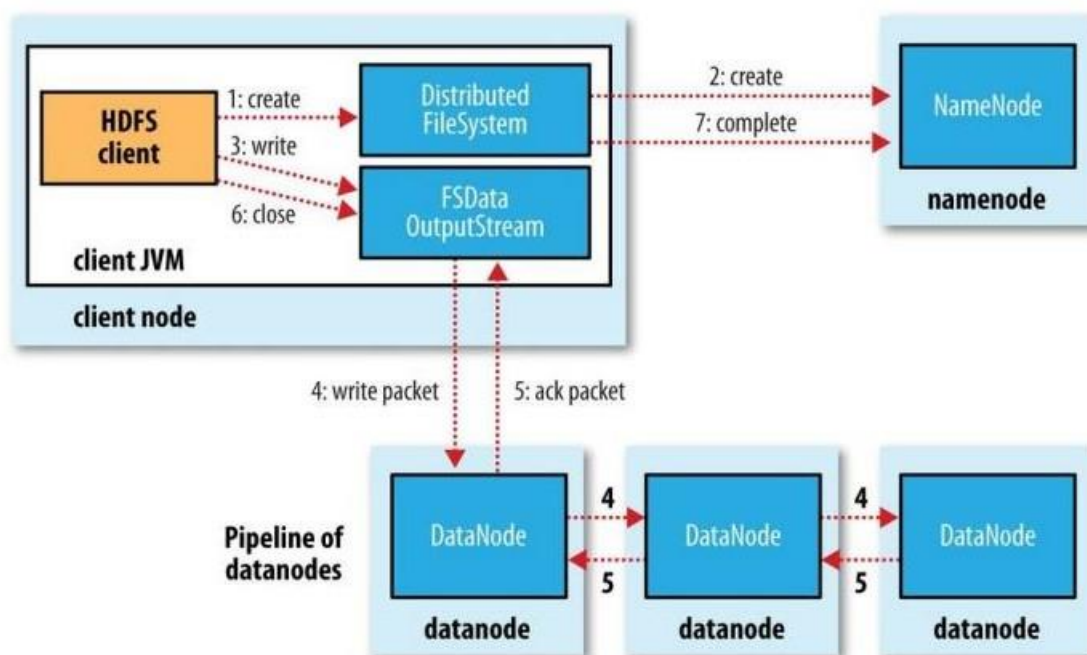 1: create
2: create
7: complete
HDFS
client
Distributed
FileSystem
NameNode
3: write
6: close
FSData
OutputStream
namenode
client JVM
client node
4: write packet
5: ack packet
Pipeline of
datanodes
DataNode
4
5
DataNode
4
5
DataNode
datanode
datanode
datanode